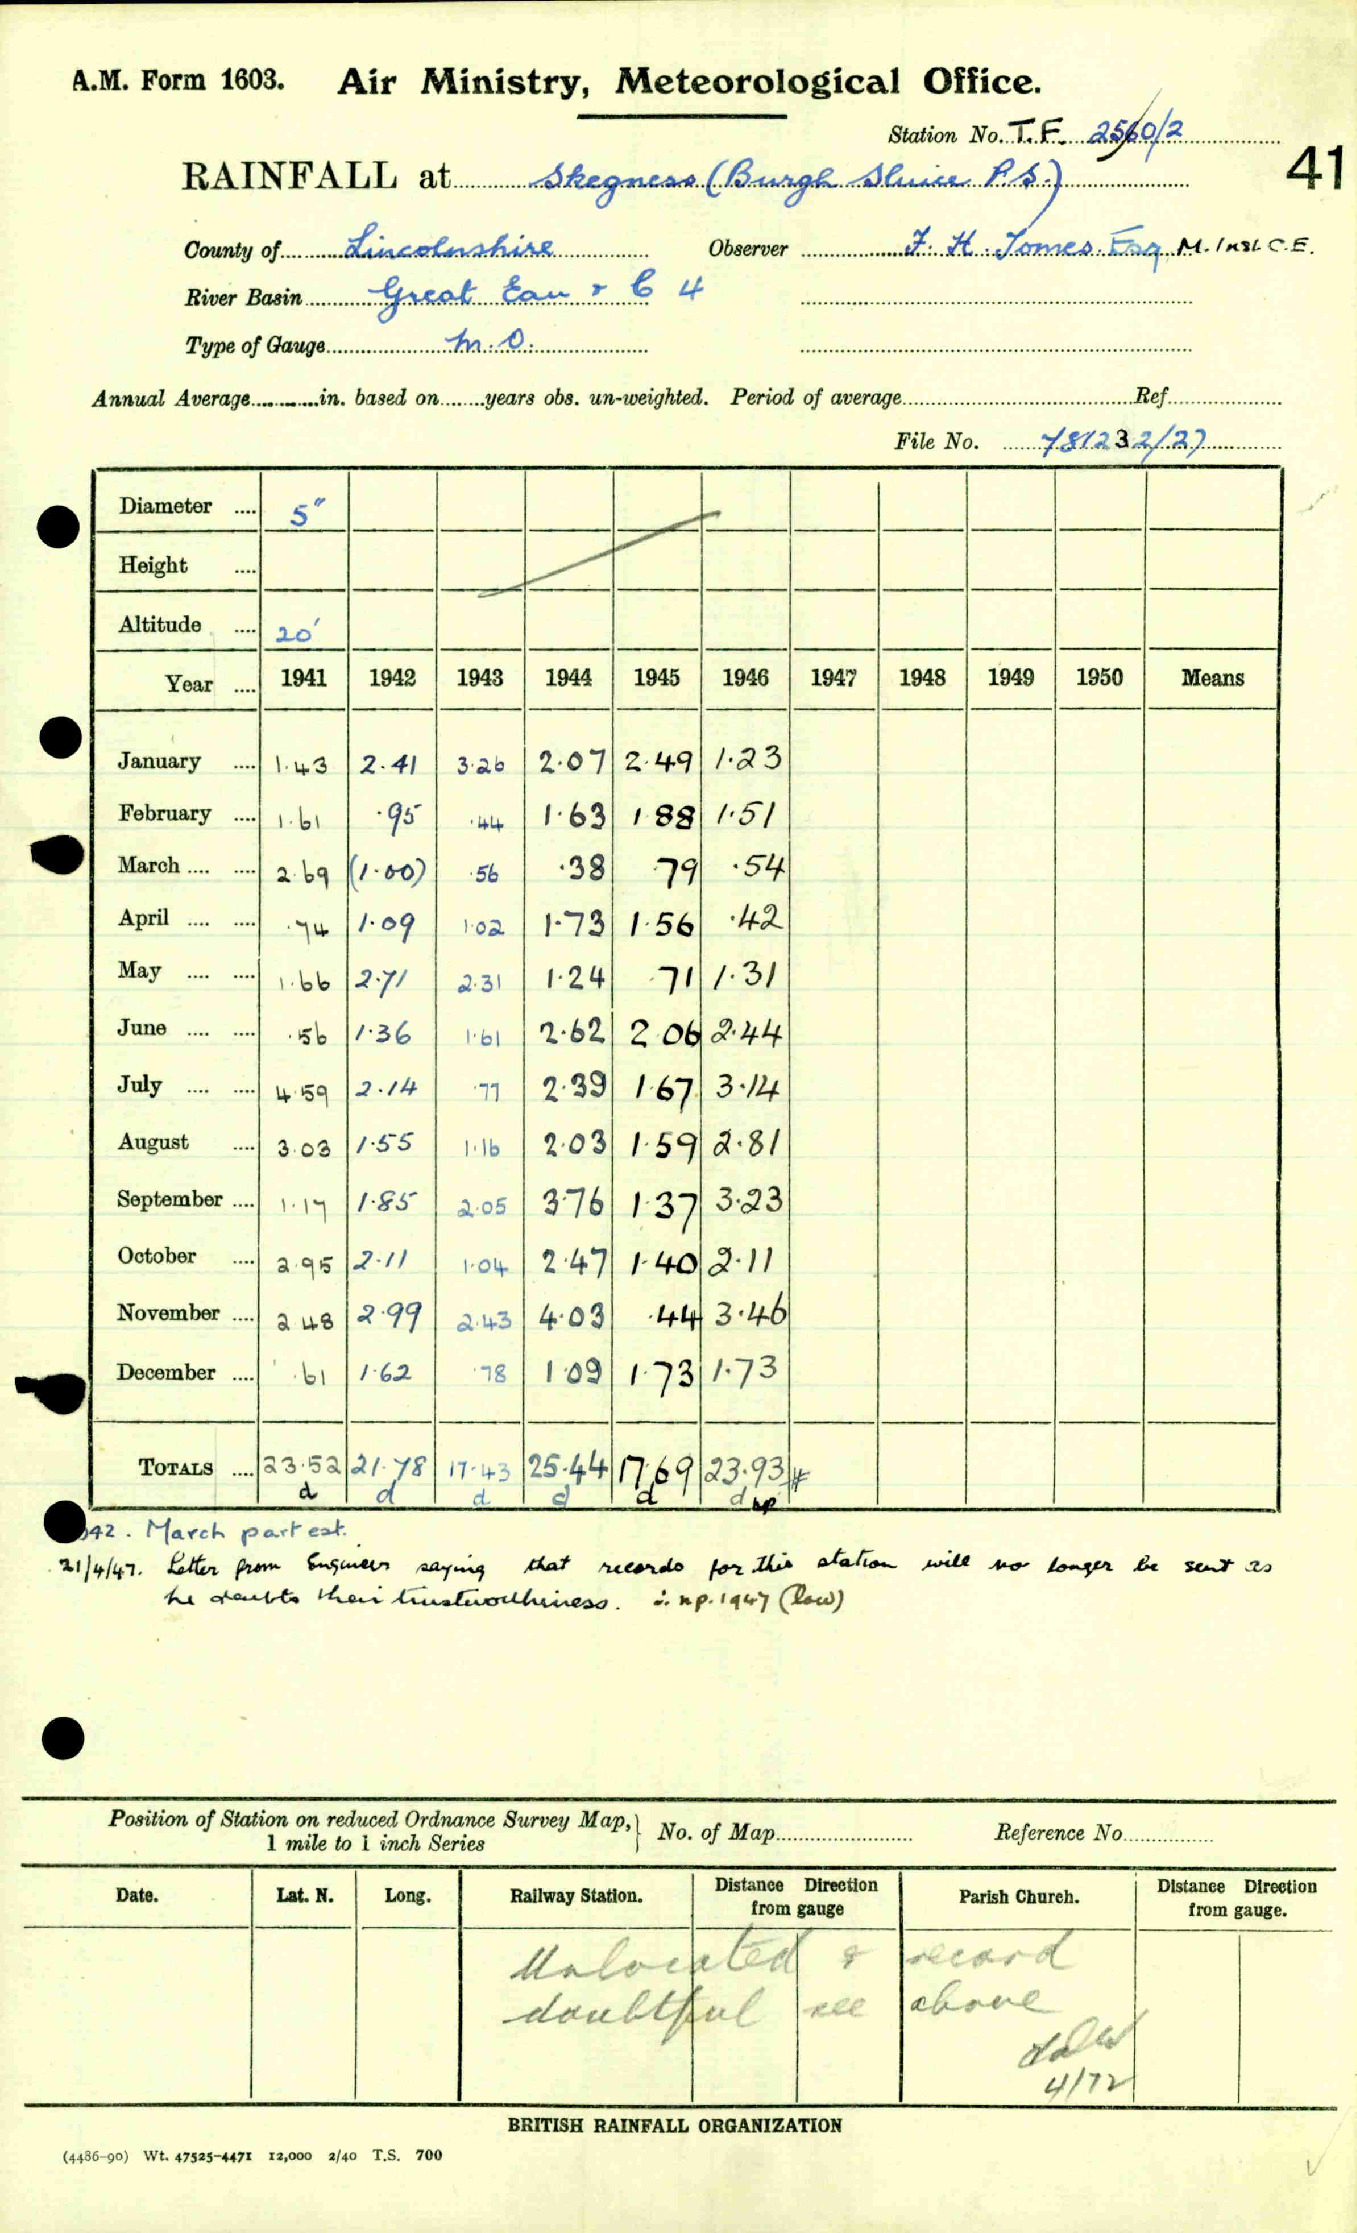 A.M. Form 1603. Air Ministry, Meteorological Office.
Station No. T.F. 2560/2
41
RAINFALL at Skegness (Burgh Sluice P.S.)
County of Lincolnshire Observer F. H. Tomes Esq M. Inst. C.E.
River Basin Great Eau & C 4
Type of Gauge M.O.
Annual Average in. based on years obs. un-weighted. Period of average Ref
File No. 781232/27
Diameter 5"
Height
Altitude 20'
Year 1941 1942 1943 1944 1945 1946 1947 1948 1949 1950 Means
January 1.43 2.41 3.26 2.07 2.49 1.23
February 1.61 .95 .44 1.63 1.88 1.51
March 2.69 (1.00) .56 .38 .79 .54
April .74 1.09 1.02 1.73 1.56 .42
May 1.66 2.71 2.31 1.24 .71 1.31
June .56 1.36 1.61 2.62 2.06 2.44
July 4.59 2.14 .77 2.39 1.67 3.14
August 3.03 1.55 1.16 2.03 1.59 2.81
September 1.17 1.85 2.05 3.76 1.37 3.23
October 2.95 2.11 1.04 2.47 1.40 2.11
November 2.48 2.99 2.43 4.03 .44 3.46
December .61 1.62 .78 1.09 1.73 1.73
TOTALS 23.52 21.78 17.43 25.44 17.69 23.93 #
d d d d d d np
942. March part est.
21/4/47. Letter from Engineer saying that records for this station will no longer be sent as
he doubts their trustworthiness. ∴ n.p. 1947 (low)
Position of Station on reduced Ordnance Survey Map, 1 mile to 1 inch Series } No. of Map Reference No.
Date. Lat. N. Long. Railway Station. Distance Direction from gauge Parish Church. Distance Direction from gauge.
Unlocated & record
doubtful see above
4/72
BRITISH RAINFALL ORGANIZATION
(4486-90) Wt. 47525-4471 12,000 2/40 T.S. 700